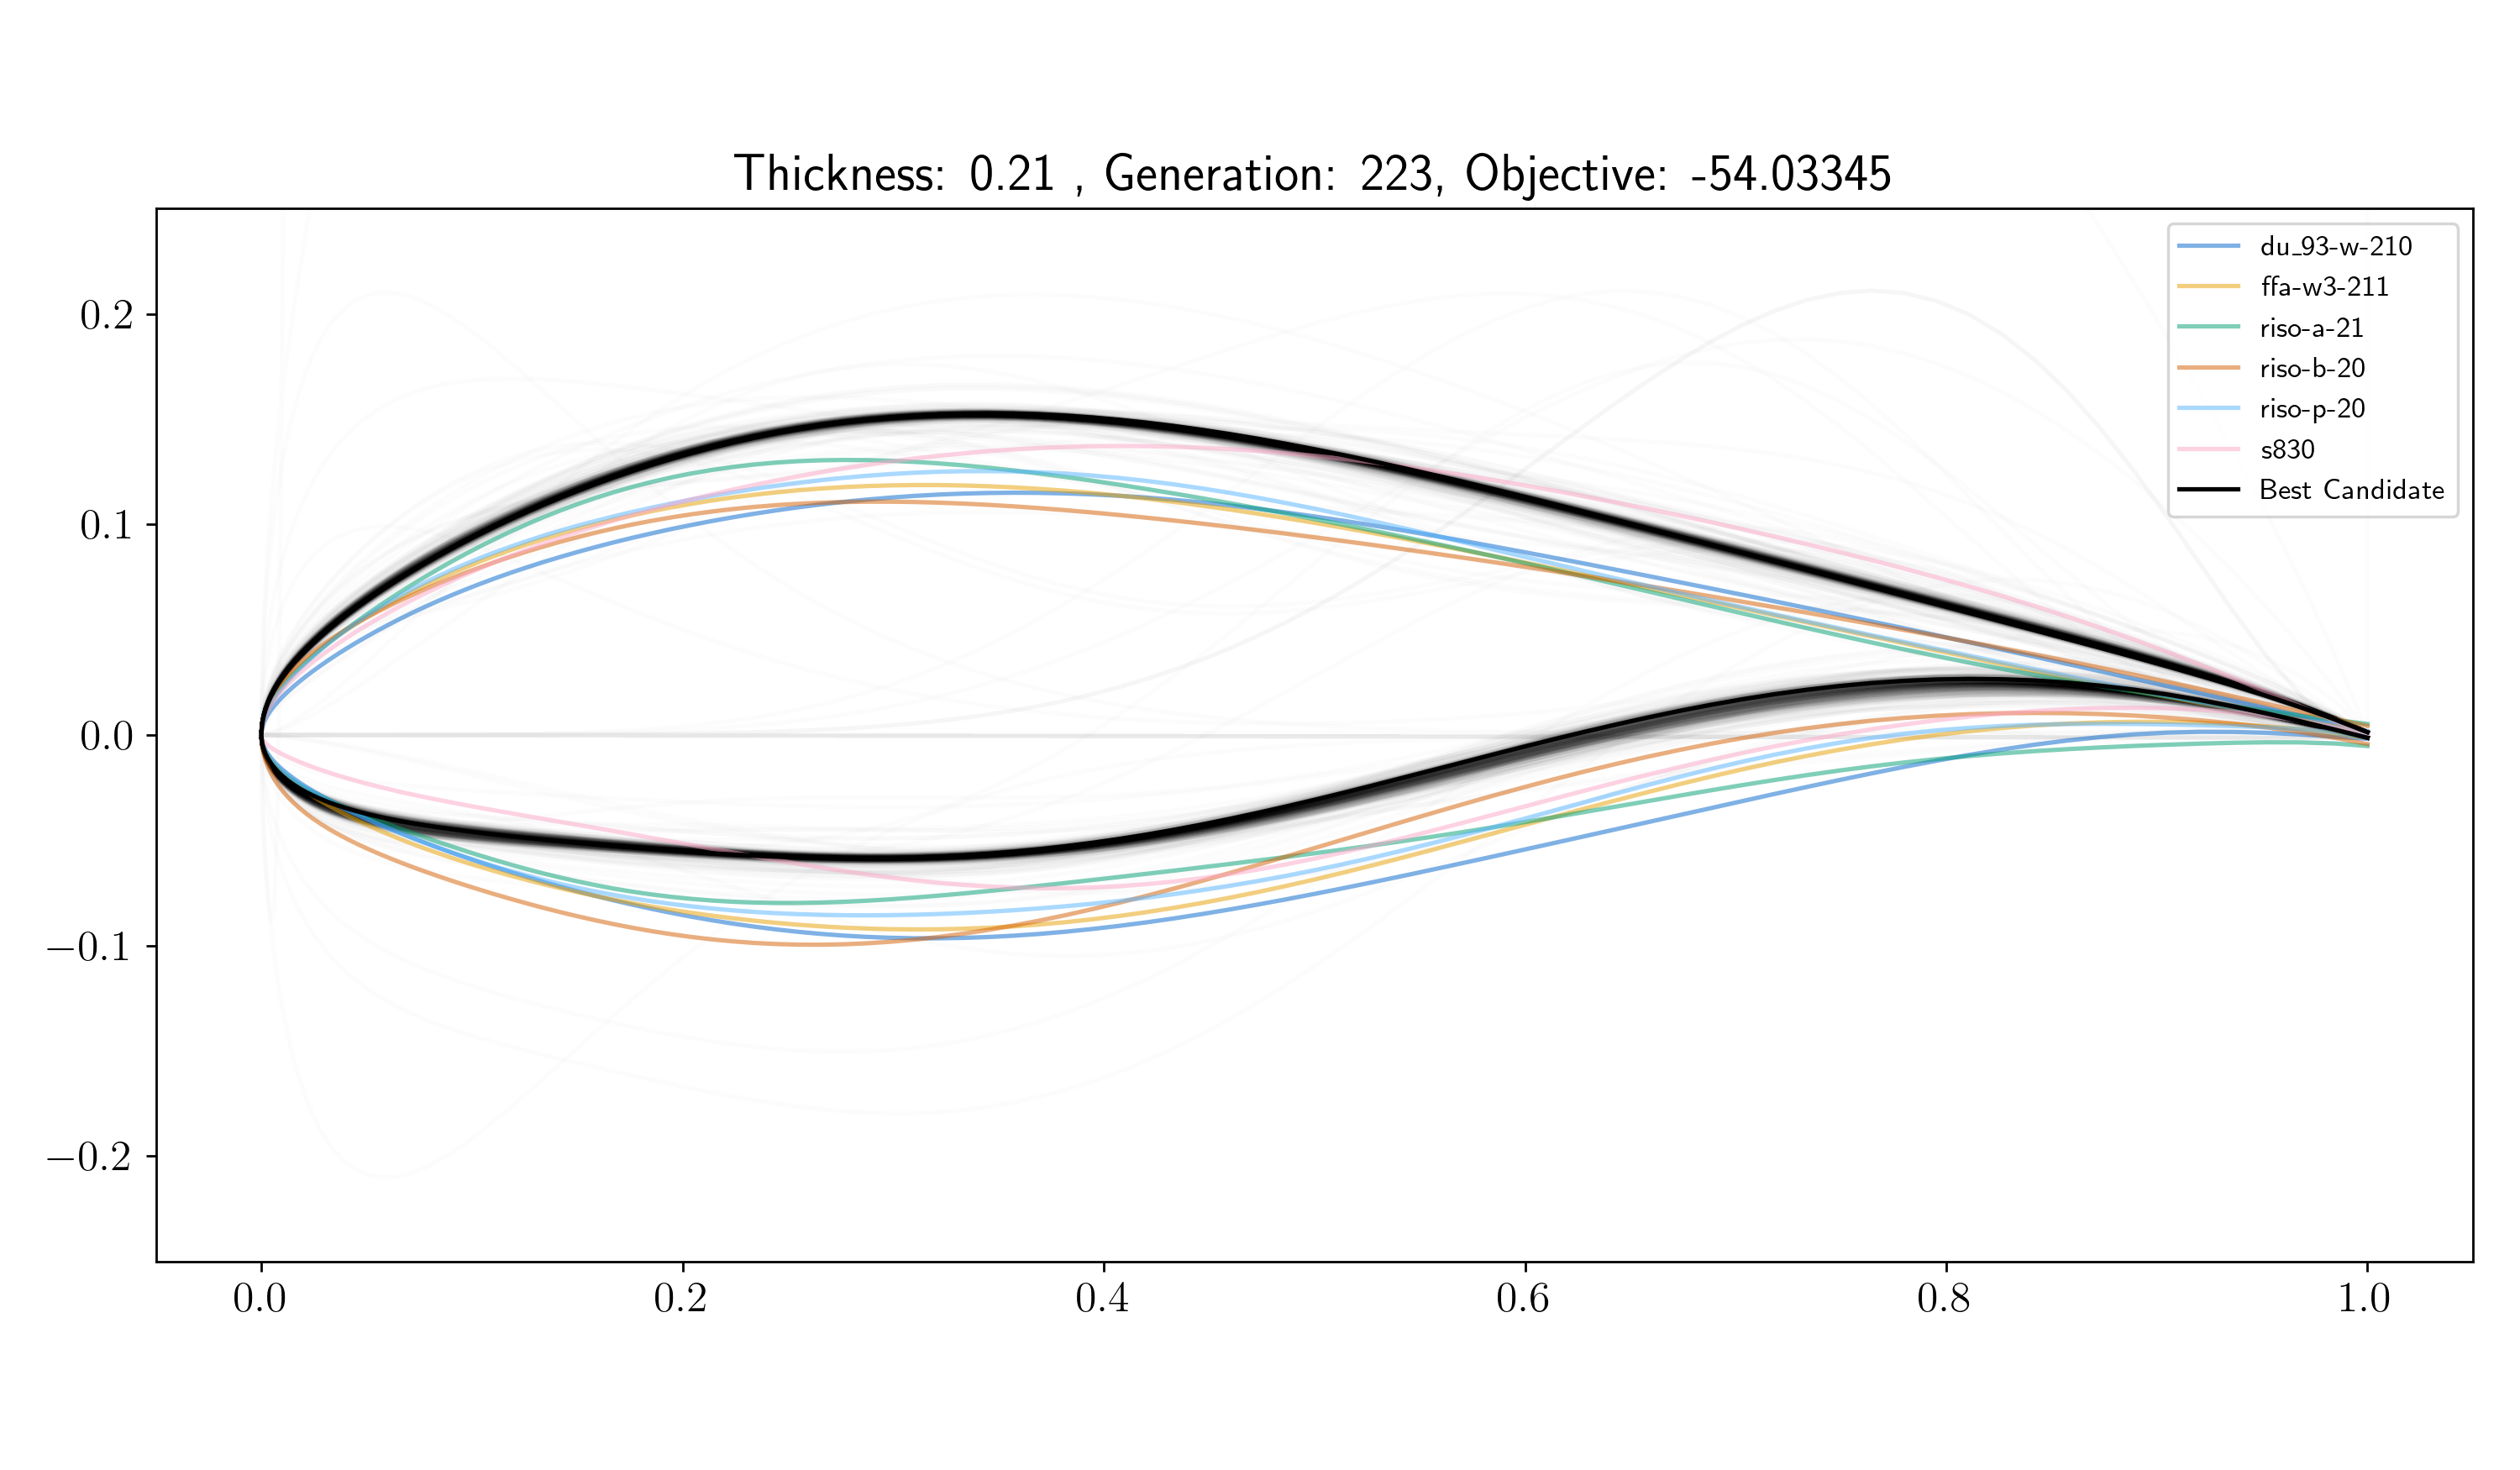 Thickness: 0.21 , Generation: 223, Objective: -54.03345
du_93-w-210
ffa-w3-211
riso-a-21
riso-b-20
riso-p-20
s830
Best Candidate
0.2
0.1
0.0
−0.1
−0.2
0.0 0.2 0.4 0.6 0.8 1.0